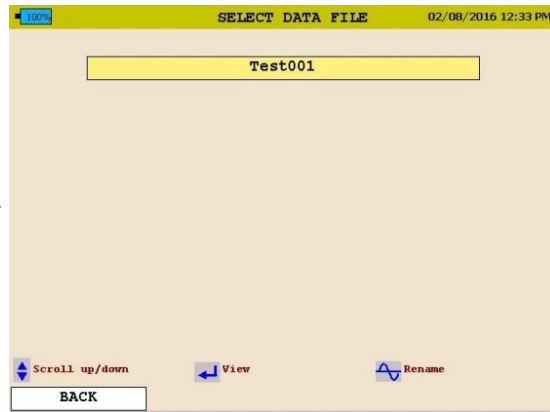 100% SELECT DATA FILE 02/08/2016 12:33 PM
Test001
Scroll up/down View Rename
BACK